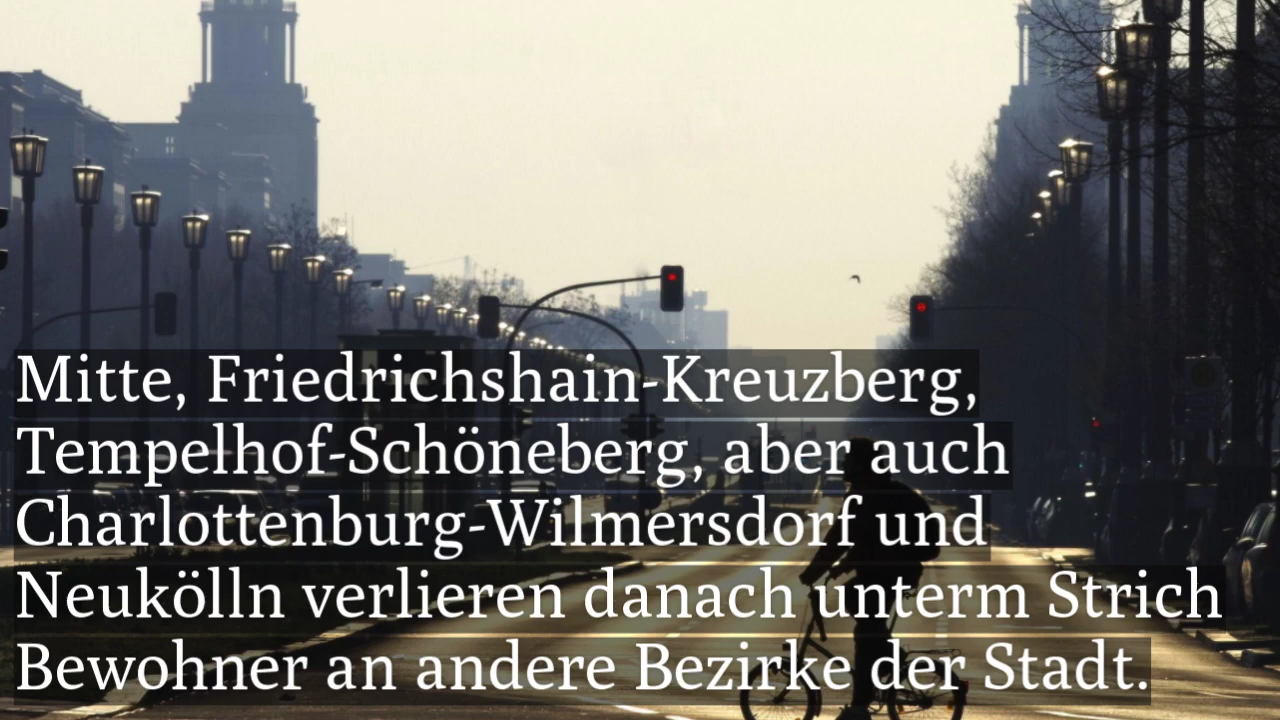 Mitte, Friedrichshain-Kreuzberg,
Tempelhof-Schöneberg, aber auch
Charlottenburg-Wilmersdorf und
Neukölln verlieren danach unterm Strich
Bewohner an andere Bezirke der Stadt.